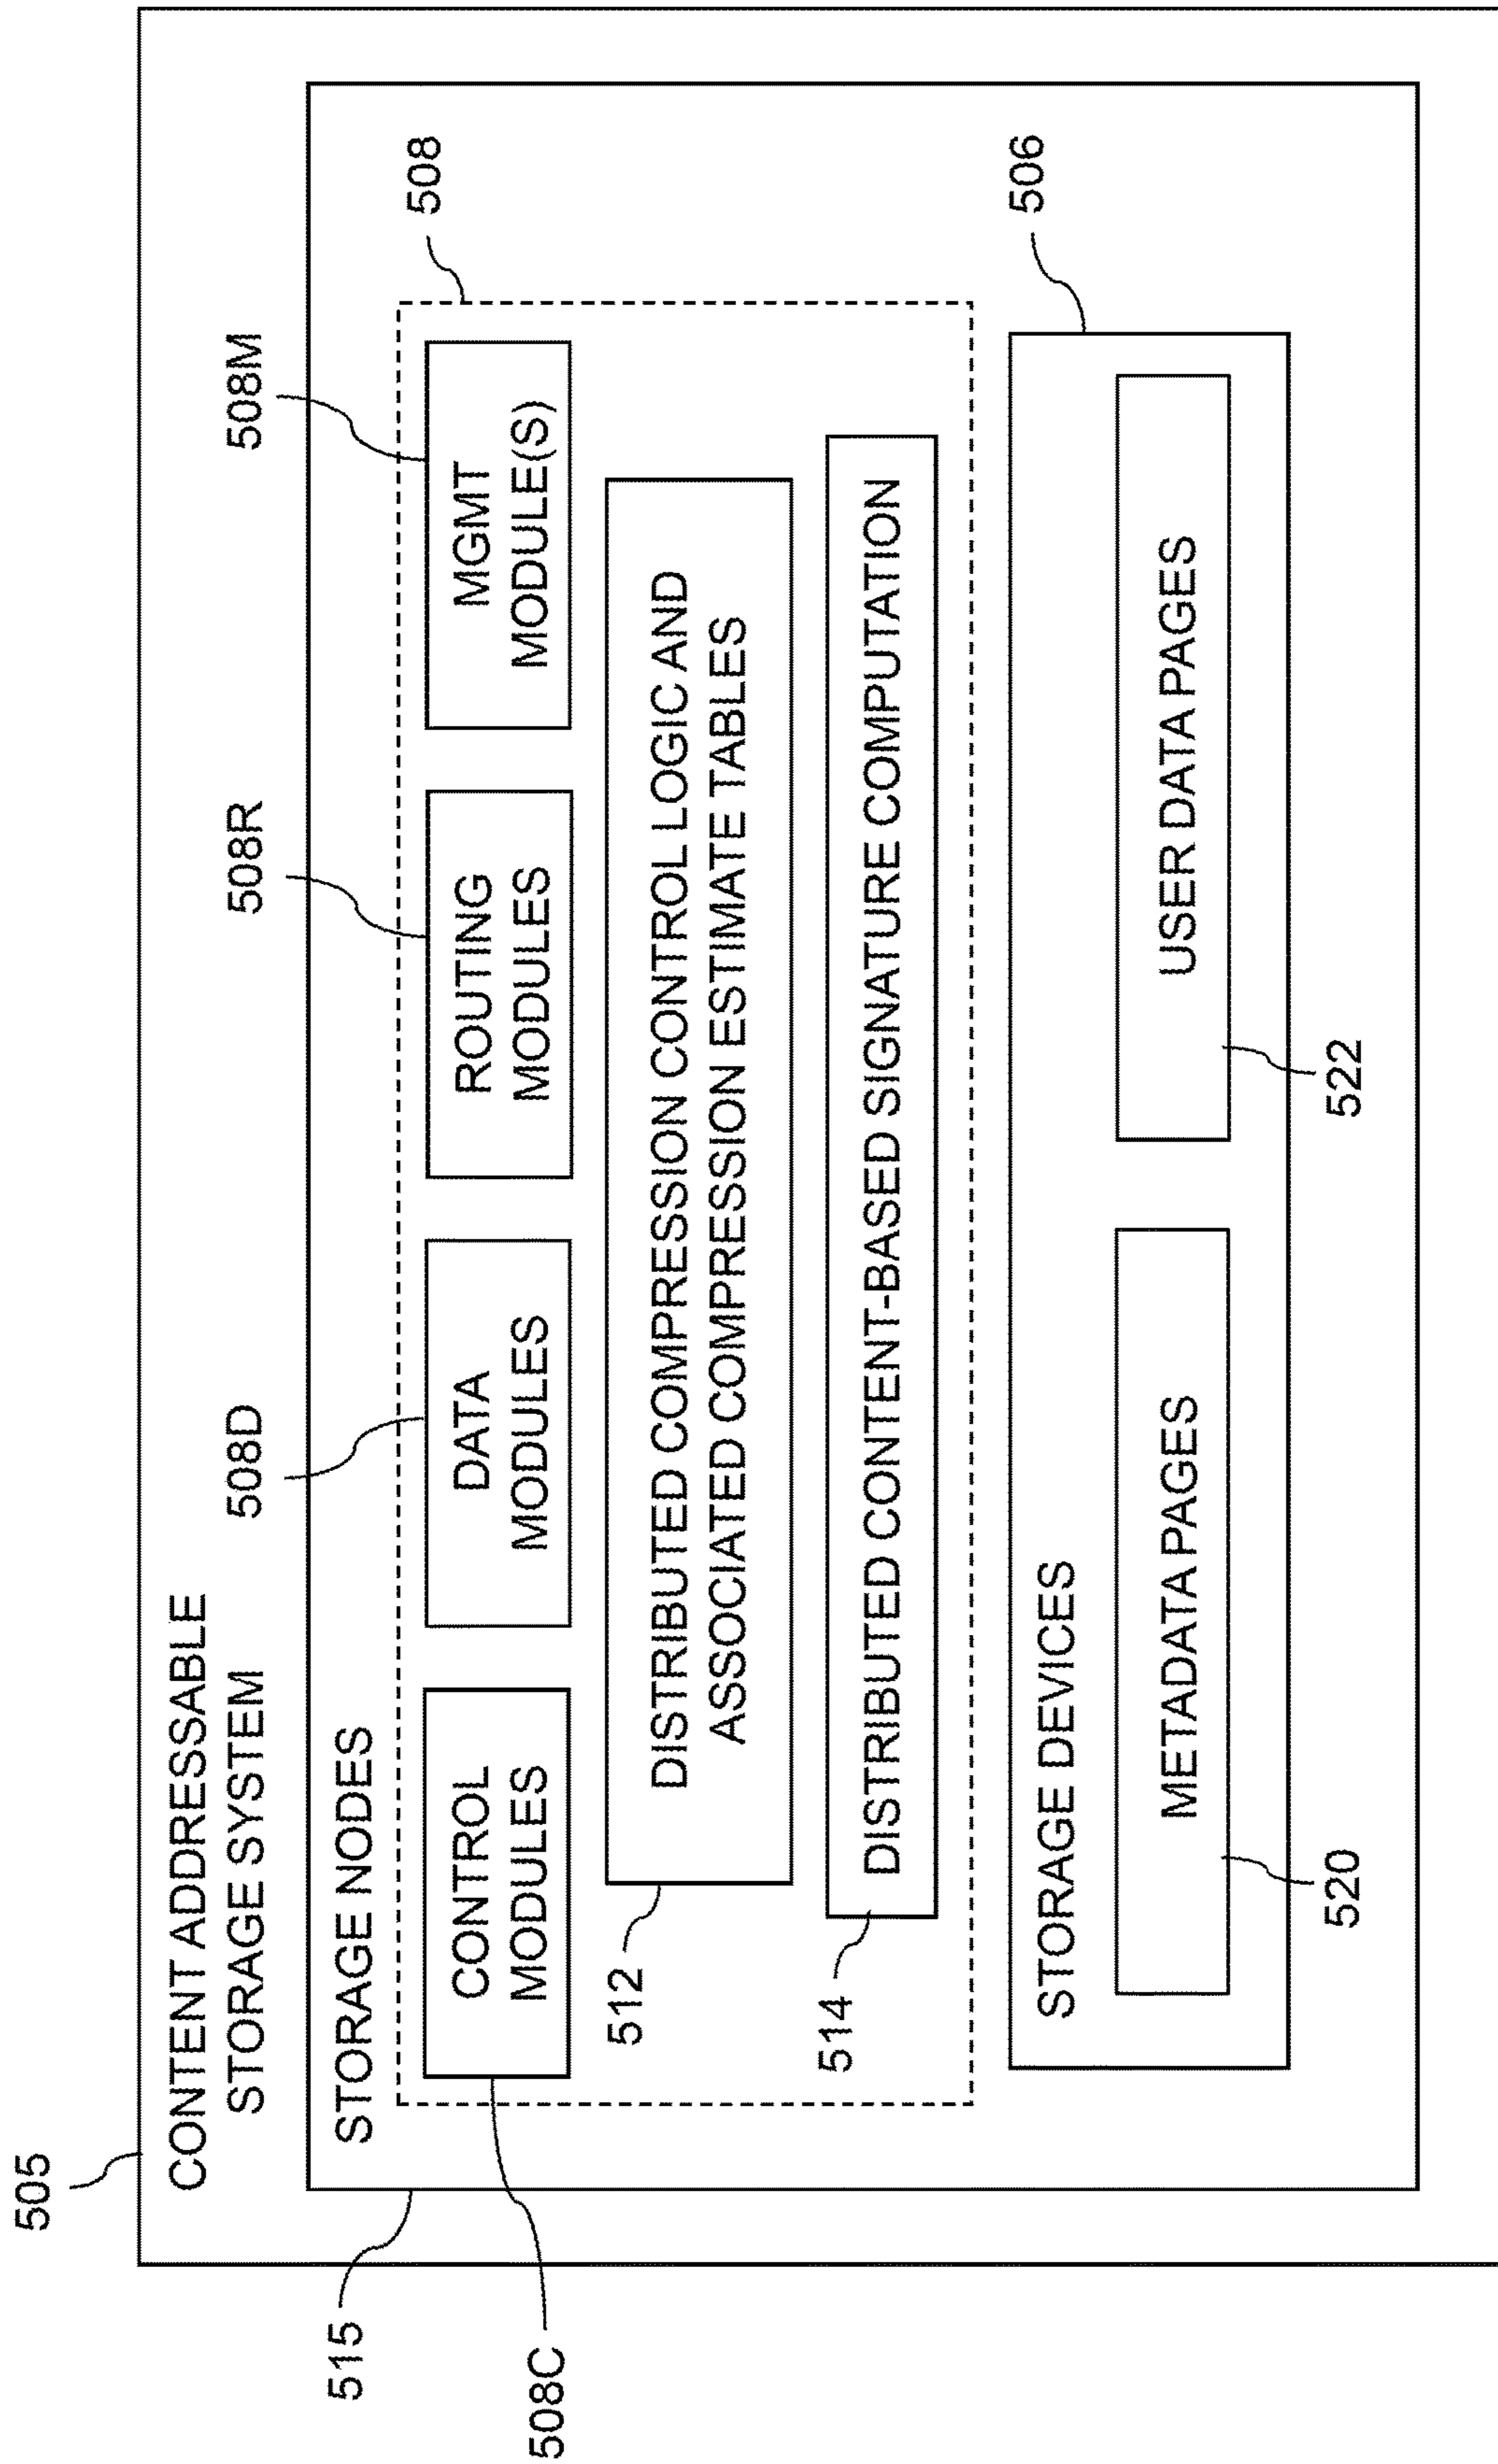 505
CONTENT ADDRESSABLE
STORAGE SYSTEM
508D
508R
508M
515
STORAGE NODES
508
508C
CONTROL
MODULES
DATA
MODULES
ROUTING
MODULES
MGMT
MODULE(S)
512
DISTRIBUTED COMPRESSION CONTROL LOGIC AND
ASSOCIATED COMPRESSION ESTIMATE TABLES
514
DISTRIBUTED CONTENT-BASED SIGNATURE COMPUTATION
506
STORAGE DEVICES
METADATA PAGES
USER DATA PAGES
520
522